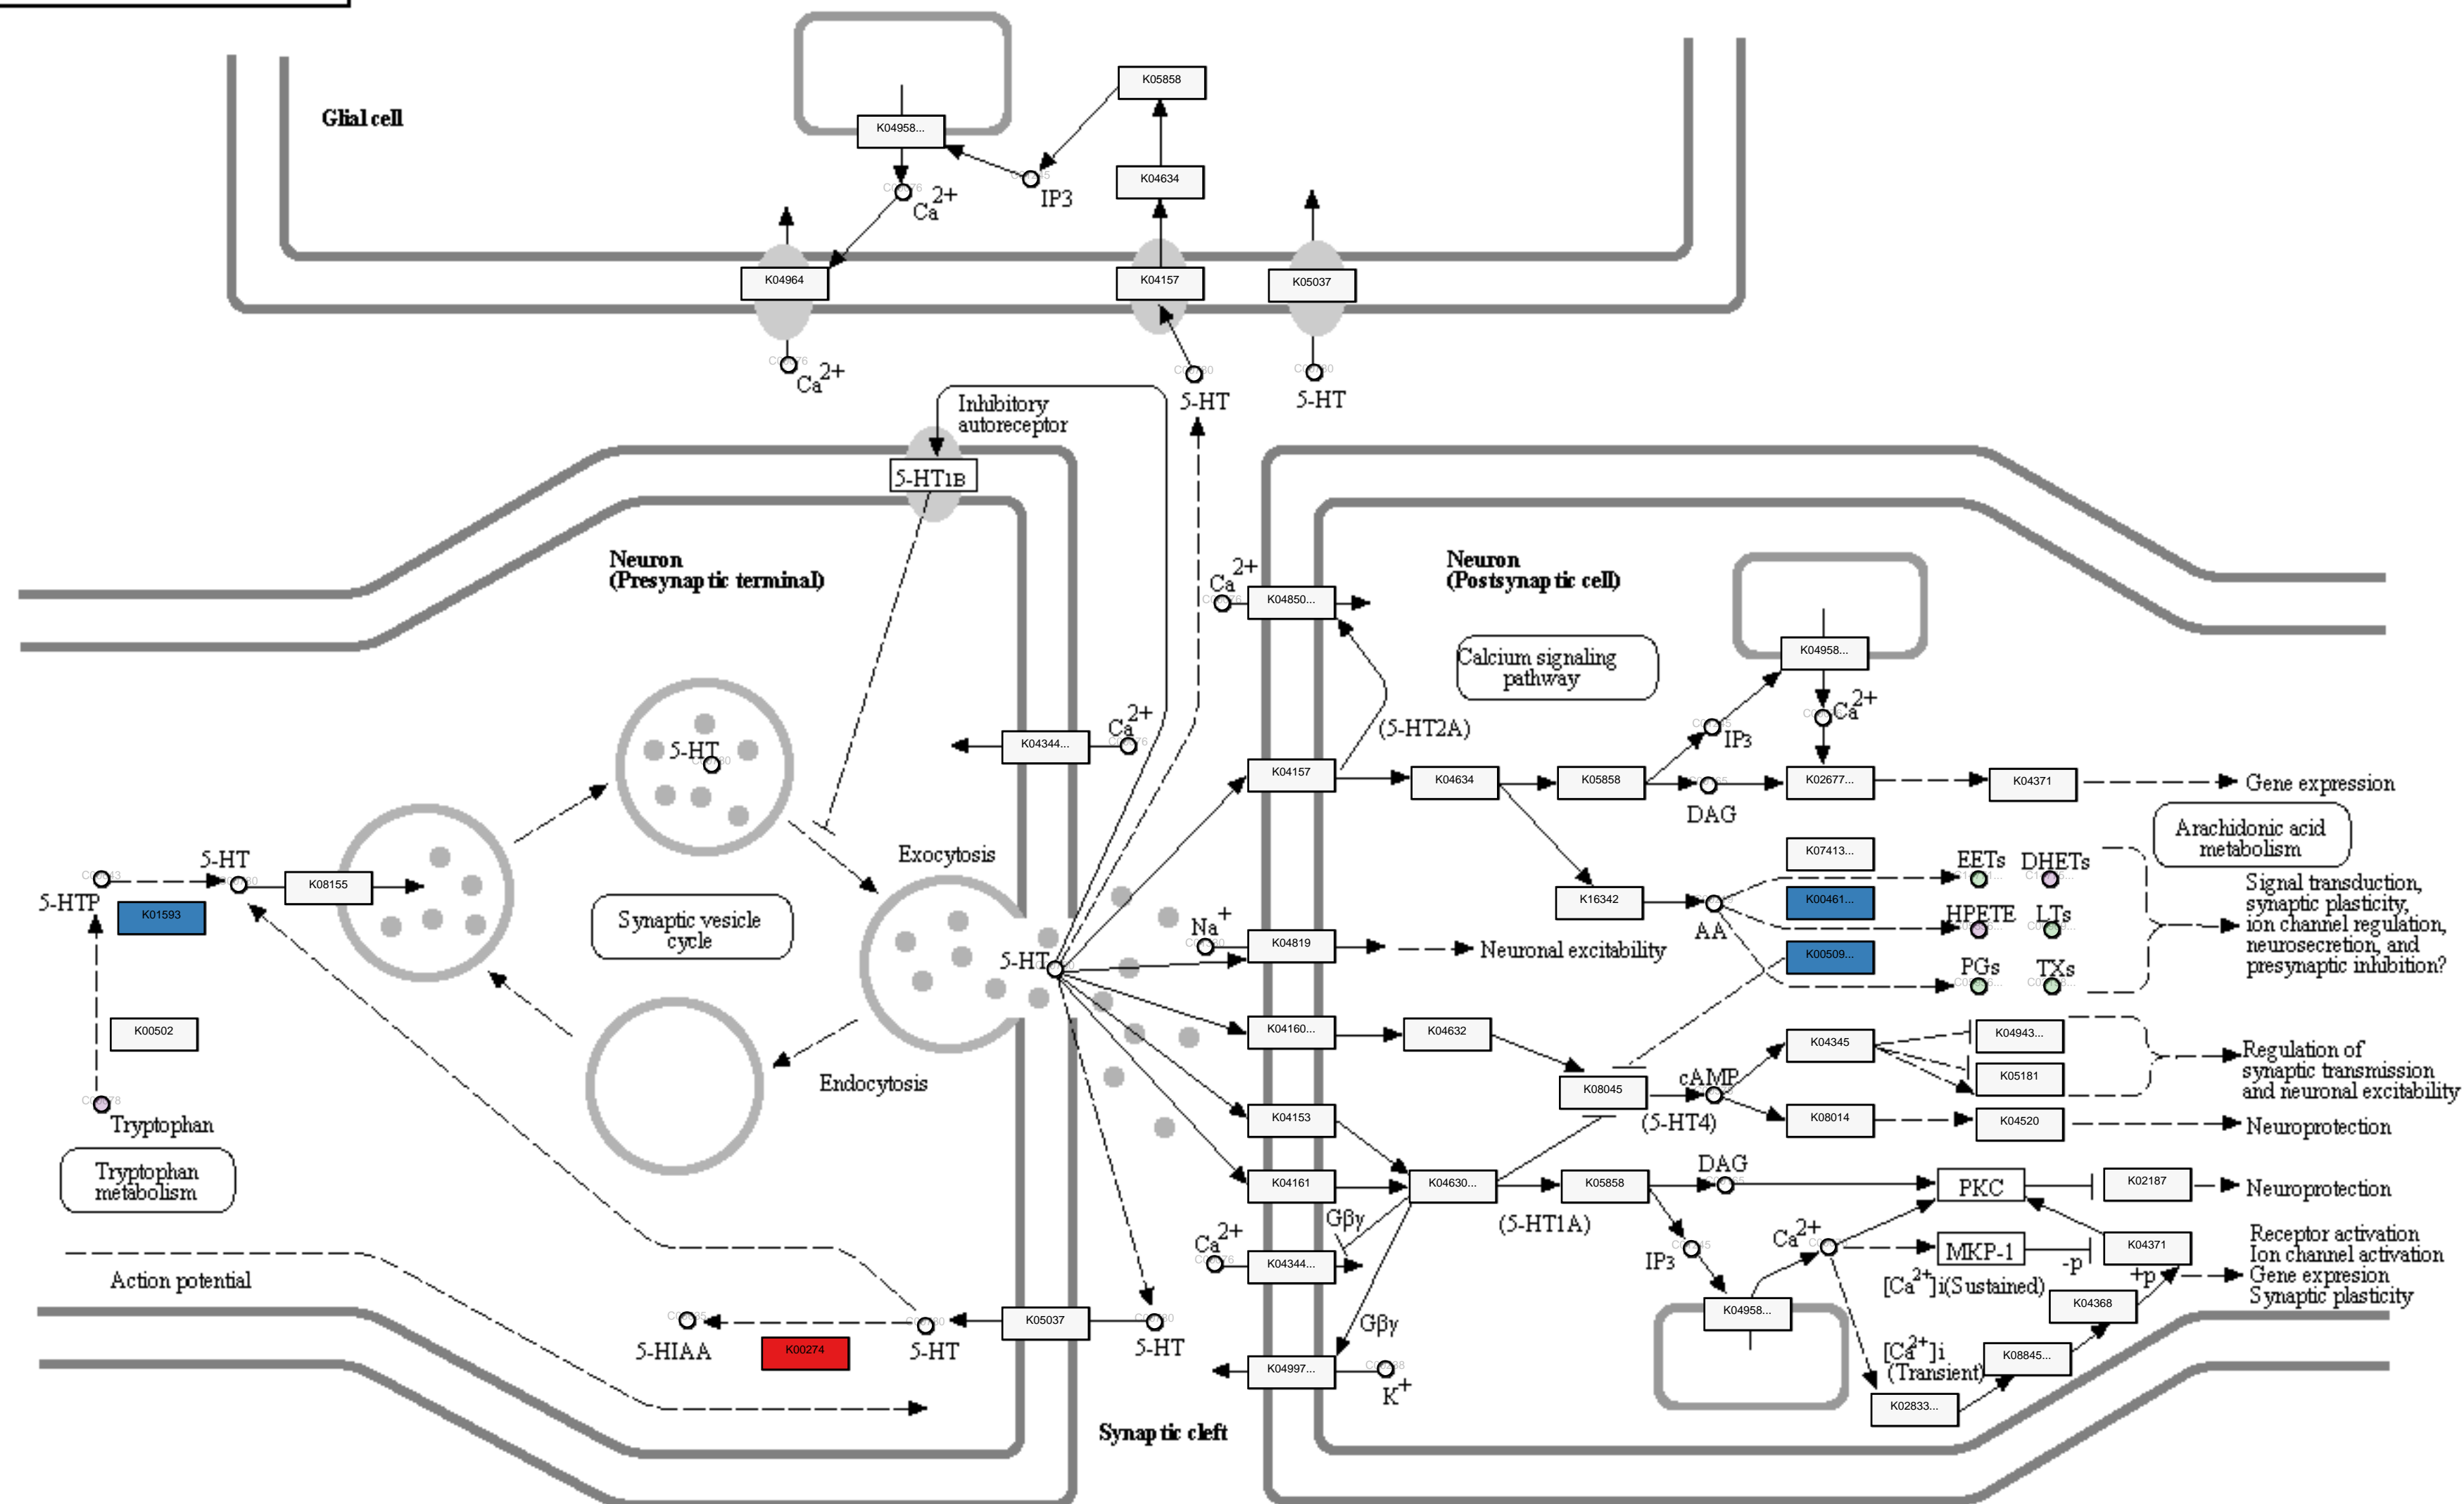 K05858
Glial cell
K04958...
K04634
IP3
Ca2+
K04964
K04157
K05037
Ca2+
5-HT
5-HT
Inhibitory
autoreceptor
5-HT1B
Neuron
(Presynaptic terminal)
Neuron
(Postsynaptic cell)
Ca2+
K04850...
K04958...
Calcium signaling
pathway
Ca2+
(5-HT2A)
IP3
Ca2+
K04344...
5-HT
K04157
K04634
K05858
DAG
K02677...
K04371
Gene expression
Arachidonic acid
metabolism
Exocytosis
5-HT
5-HTP
K08155
K01593
K07413...
EETs
DHETs
K16342
AA
K00461...
HPETE
LTs
K00509...
PGs
TXs
Signal transduction,
synaptic plasticity,
ion channel regulation,
neurosecretion, and
presynaptic inhibition?
Synaptic vesicle
cycle
Na+
K04819
Neuronal excitability
5-HT
K00502
K04160...
K04632
K04345
K04943...
K05181
Regulation of
synaptic transmission
and neuronal excitability
Endocytosis
K08045
cAMP
(5-HT4)
K08014
K04520
Neuroprotection
Tryptophan
Tryptophan
metabolism
K04153
K04161
K04630...
K05858
(5-HT1A)
DAG
PKC
K02187
Neuroprotection
Gβγ
Ca2+
K04344...
IP3
Ca2+
MKP-1
-p
K04371
+p
Receptor activation
Ion channel activation
Gene expresion
Synaptic plasticity
[Ca2+]i(Sustained)
K04368
K04958...
Action potential
5-HIAA
K00274
5-HT
K05037
5-HT
Gβγ
K04997...
K+
[Ca2+]i
(Transient)
K08845...
K02833...
Synaptic cleft